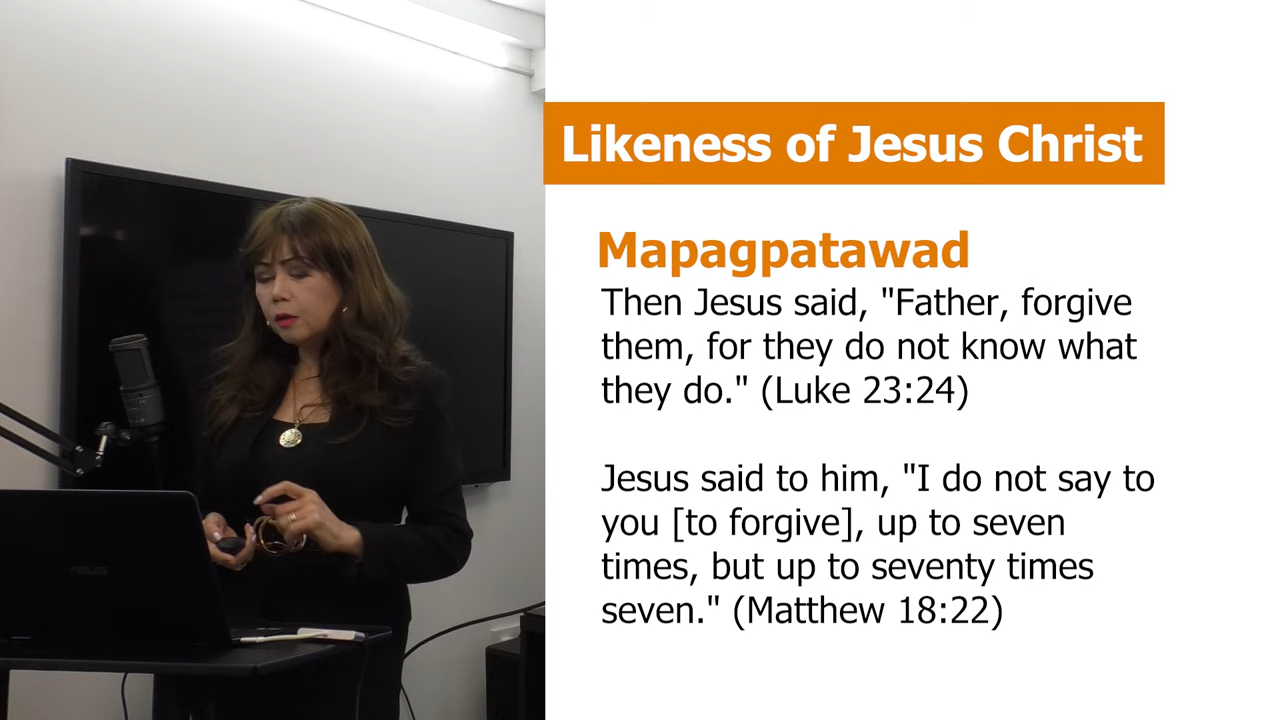 Likeness of Jesus Christ
Mapagpatawad
Then Jesus said, "Father, forgive
them, for they do not know what
they do." (Luke 23:24)
Jesus said to him, "I do not say to
you [to forgive], up to seven
times, but up to seventy times
seven." (Matthew 18:22)
ASUS